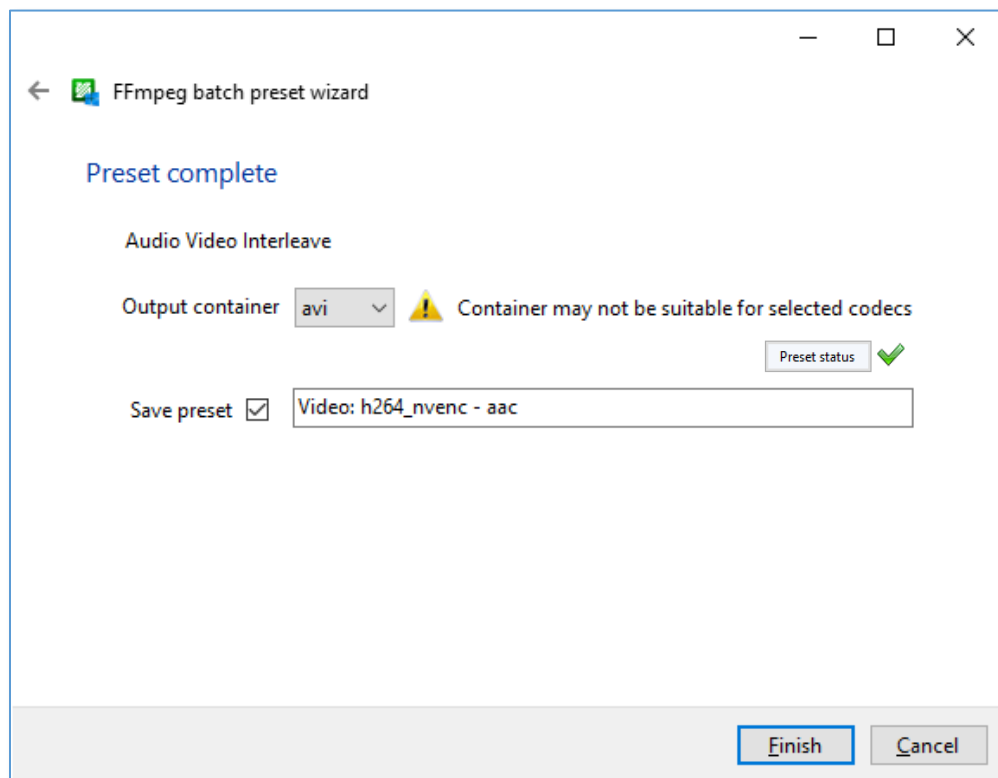 FFmpeg batch preset wizard
Preset complete
Audio Video Interleave
Output container avi Container may not be suitable for selected codecs
Preset status
Save preset Video: h264_nvenc - aac
Finish Cancel